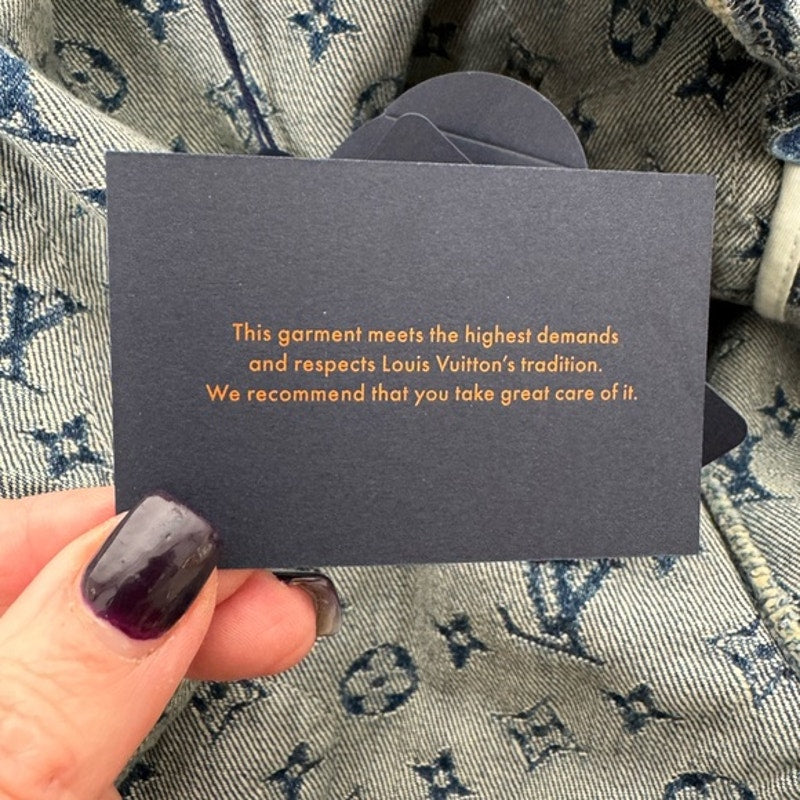 This garment meets the highest demands
and respects Louis Vuitton's tradition.
We recommend that you take great care of it.